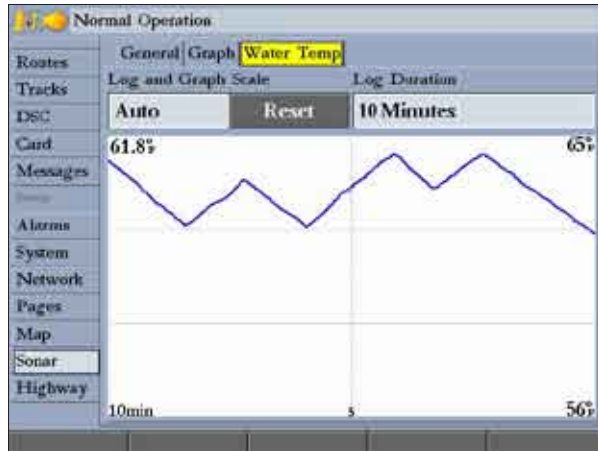 Normal Operation
General Graph Water Temp
Log and Graph Scale Log Duration
Auto Reset 10 Minutes
Routes
Tracks
DSC
Card
Messages
Alarms
System
Network
Pages
Map
Sonar
Highway
61.8°F 65°F
10min s 56°F